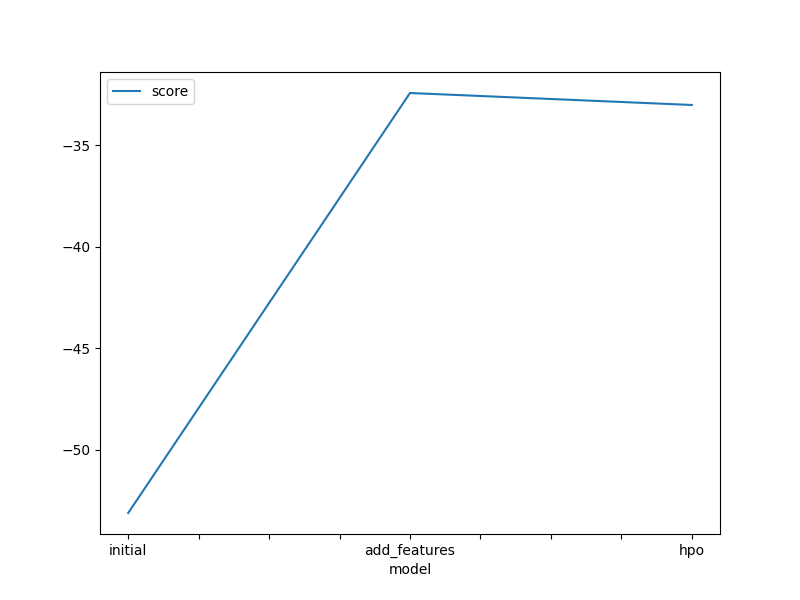 score
−35
−40
−45
−50
initial add_features hpo
model